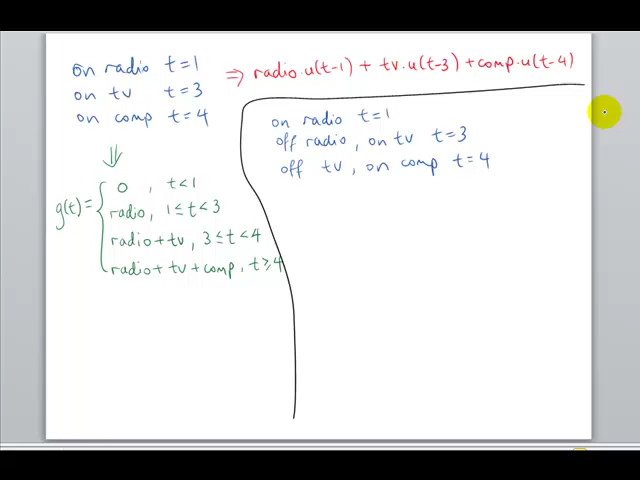 on radio t=1
on tv t=3
on comp t=4
⇒ radio·u(t-1) + tv·u(t-3) + comp·u(t-4)
g(t)= { 0 , t<1
radio, 1≤t<3
radio+tv, 3≤t<4
radio+tv+comp, t≥4
on radio t=1
off radio, on tv t=3
off tv, on comp t=4